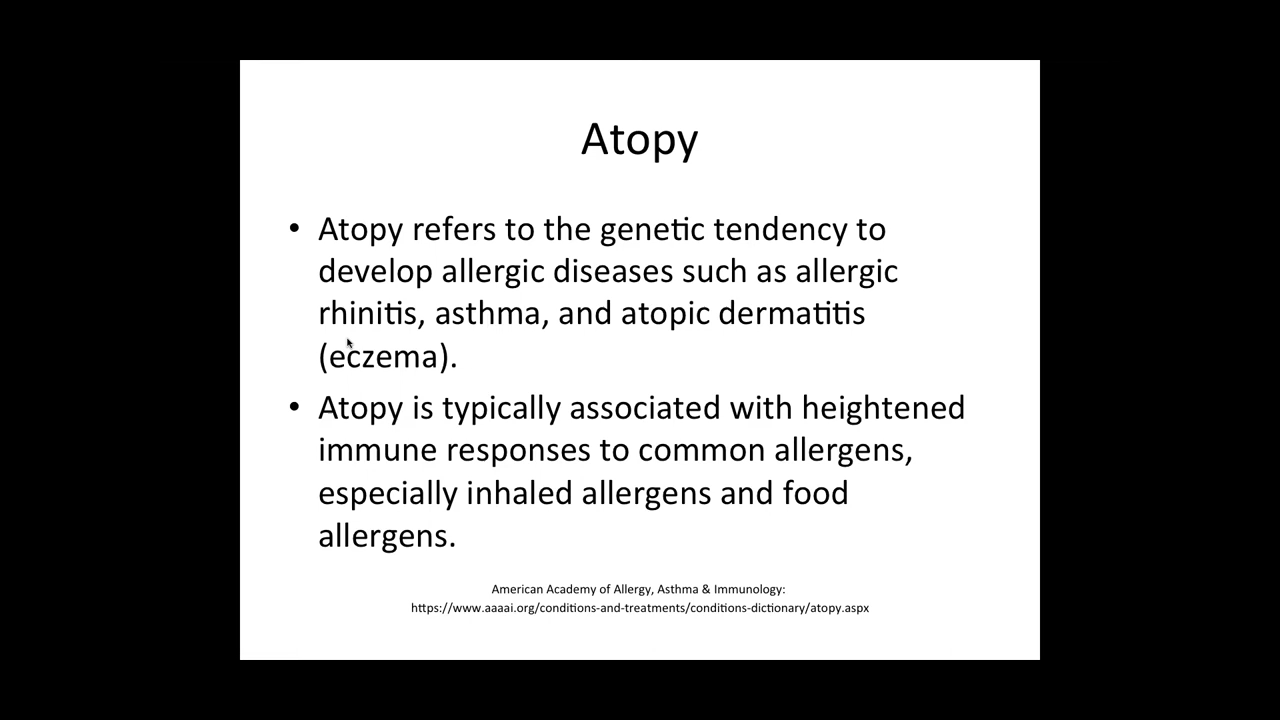 Atopy
• Atopy refers to the genetic tendency to
develop allergic diseases such as allergic
rhinitis, asthma, and atopic dermatitis
(eczema).
• Atopy is typically associated with heightened
immune responses to common allergens,
especially inhaled allergens and food
allergens.
American Academy of Allergy, Asthma & Immunology:
https://www.aaaai.org/conditions-and-treatments/conditions-dictionary/atopy.aspx